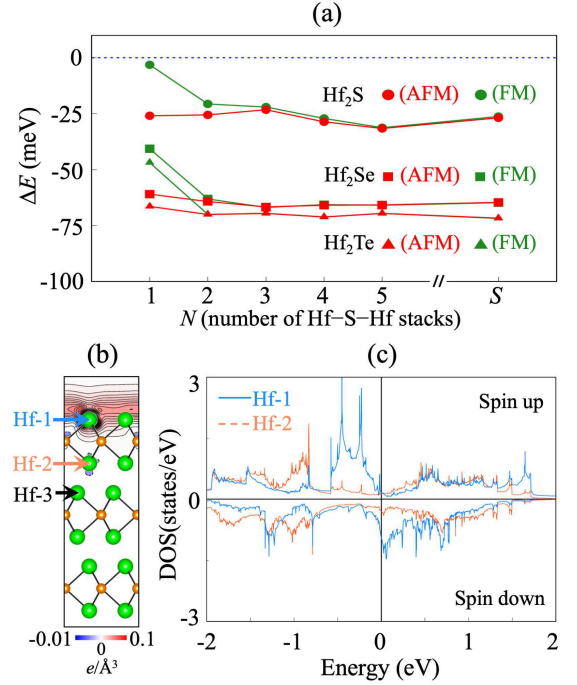 (a)
0
-25
-50
-75
-100
ΔE (meV)
Hf₂S (AFM) (FM)
Hf₂Se (AFM) (FM)
Hf₂Te (AFM) (FM)
1 2 3 4 5 // S
N (number of Hf−S−Hf stacks)
(b)
Hf-1
Hf-2
Hf-3
-0.01 0 0.1
e/Å³
(c)
3
0
-3
DOS(states/eV)
Hf-1
Hf-2
Spin up
Spin down
-2 -1 0 1 2
Energy (eV)